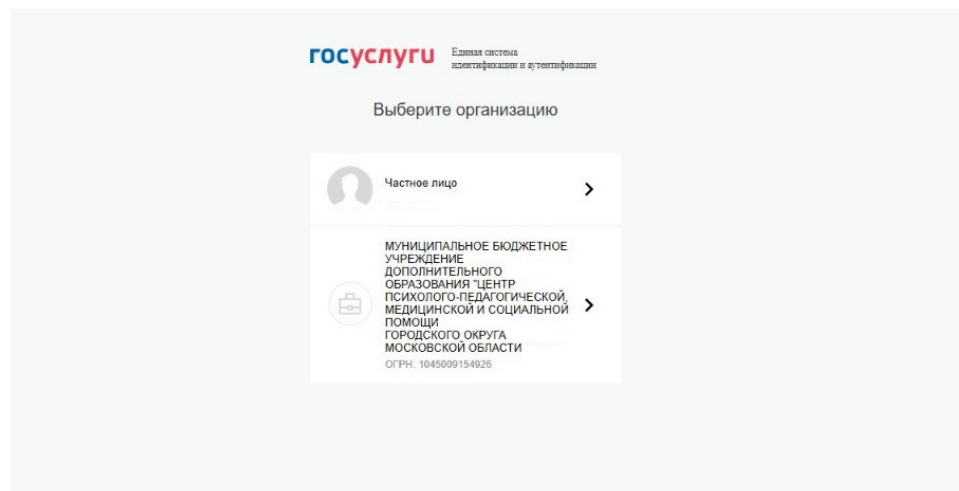 госуслуги
Единая система
идентификации и аутентификации
Выберите организацию
Частное лицо
МУНИЦИПАЛЬНОЕ БЮДЖЕТНОЕ
УЧРЕЖДЕНИЕ
ДОПОЛНИТЕЛЬНОГО
ОБРАЗОВАНИЯ "ЦЕНТР
ПСИХОЛОГО-ПЕДАГОГИЧЕСКОЙ,
МЕДИЦИНСКОЙ И СОЦИАЛЬНОЙ
ПОМОЩИ
ГОРОДСКОГО ОКРУГА
МОСКОВСКОЙ ОБЛАСТИ
ОГРН: 1045009154926